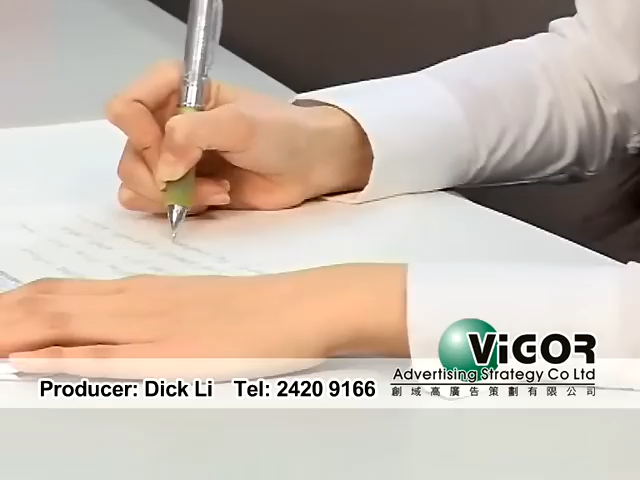 ViGOR
Advertising Strategy Co Ltd
Producer: Dick Li Tel: 2420 9166
創域高廣告策劃有限公司